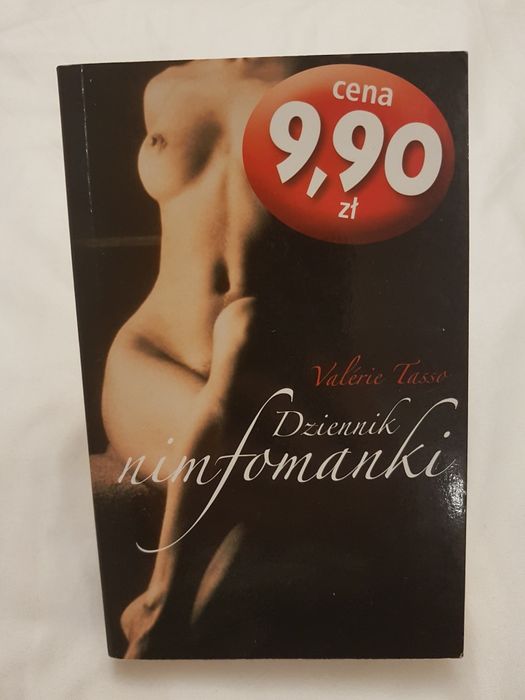 cena
9,90
zł
Valérie Tasso
Dziennik
nimfomanki